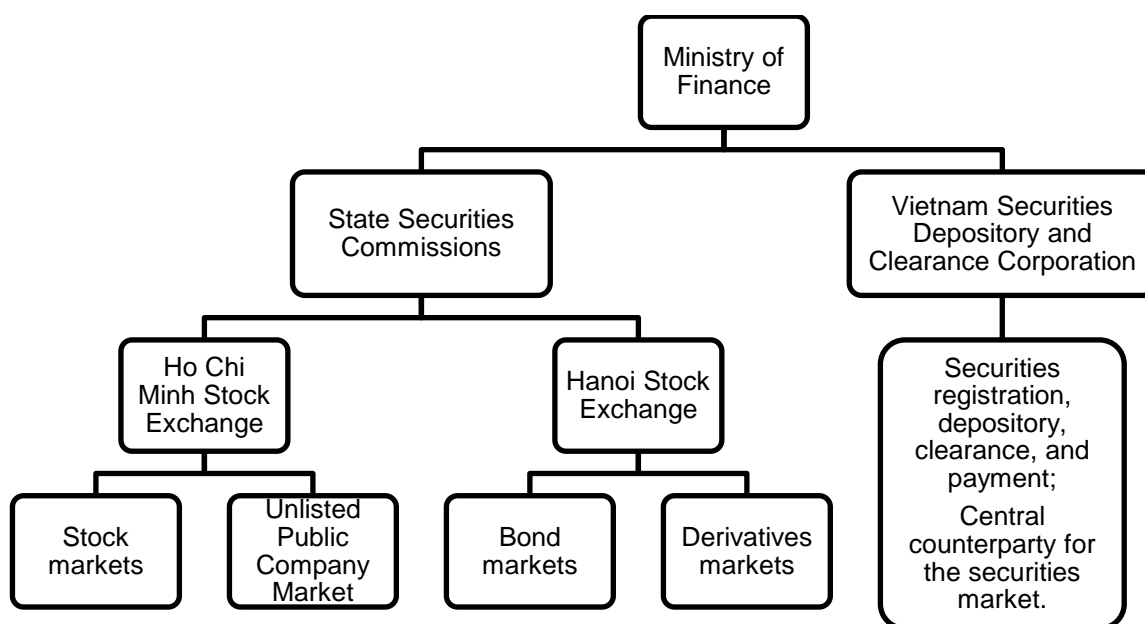 Ministry of
Finance
State Securities
Commissions
Vietnam Securities
Depository and
Clearance Corporation
Ho Chi
Minh Stock
Exchange
Hanoi Stock
Exchange
Securities
registration,
depository,
clearance, and
payment;
Central
counterparty for
the securities
market.
Stock
markets
Unlisted
Public
Company
Market
Bond
markets
Derivatives
markets